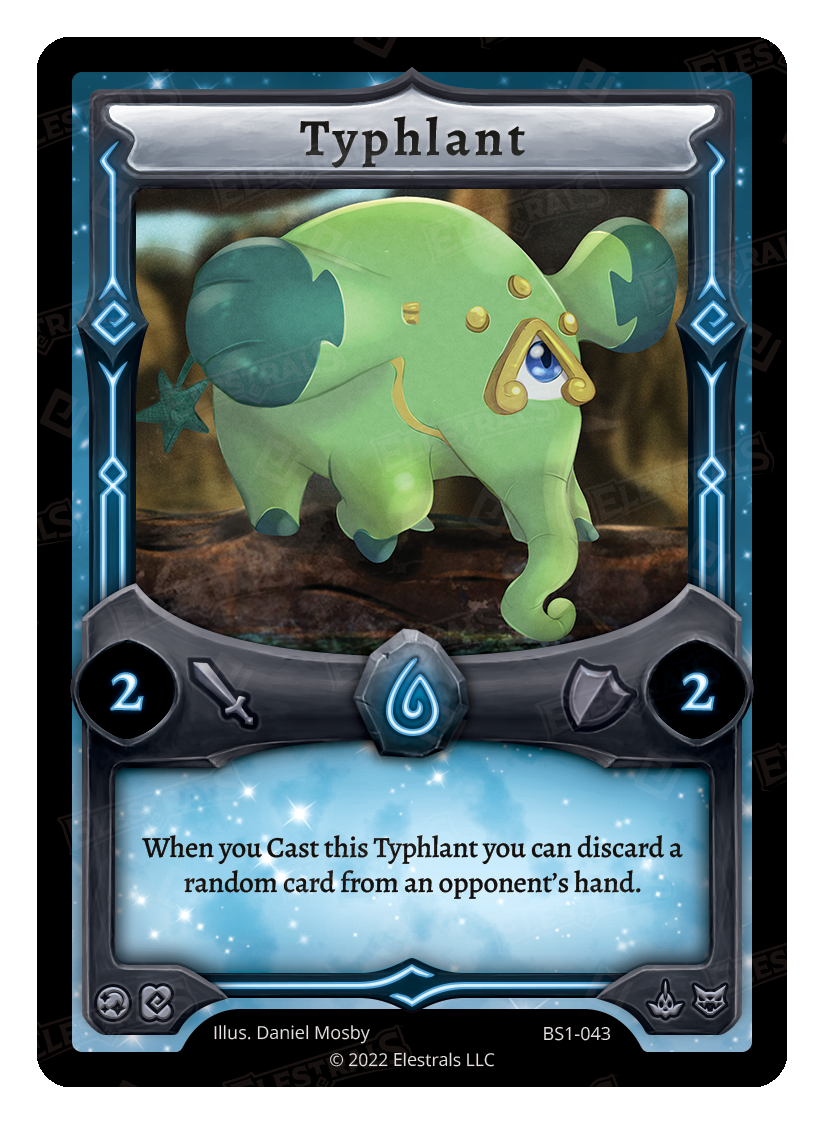 Typhlant
2
2
When you Cast this Typhlant you can discard a
random card from an opponent's hand.
Illus. Daniel Mosby
BS1-043
© 2022 Elestrals LLC